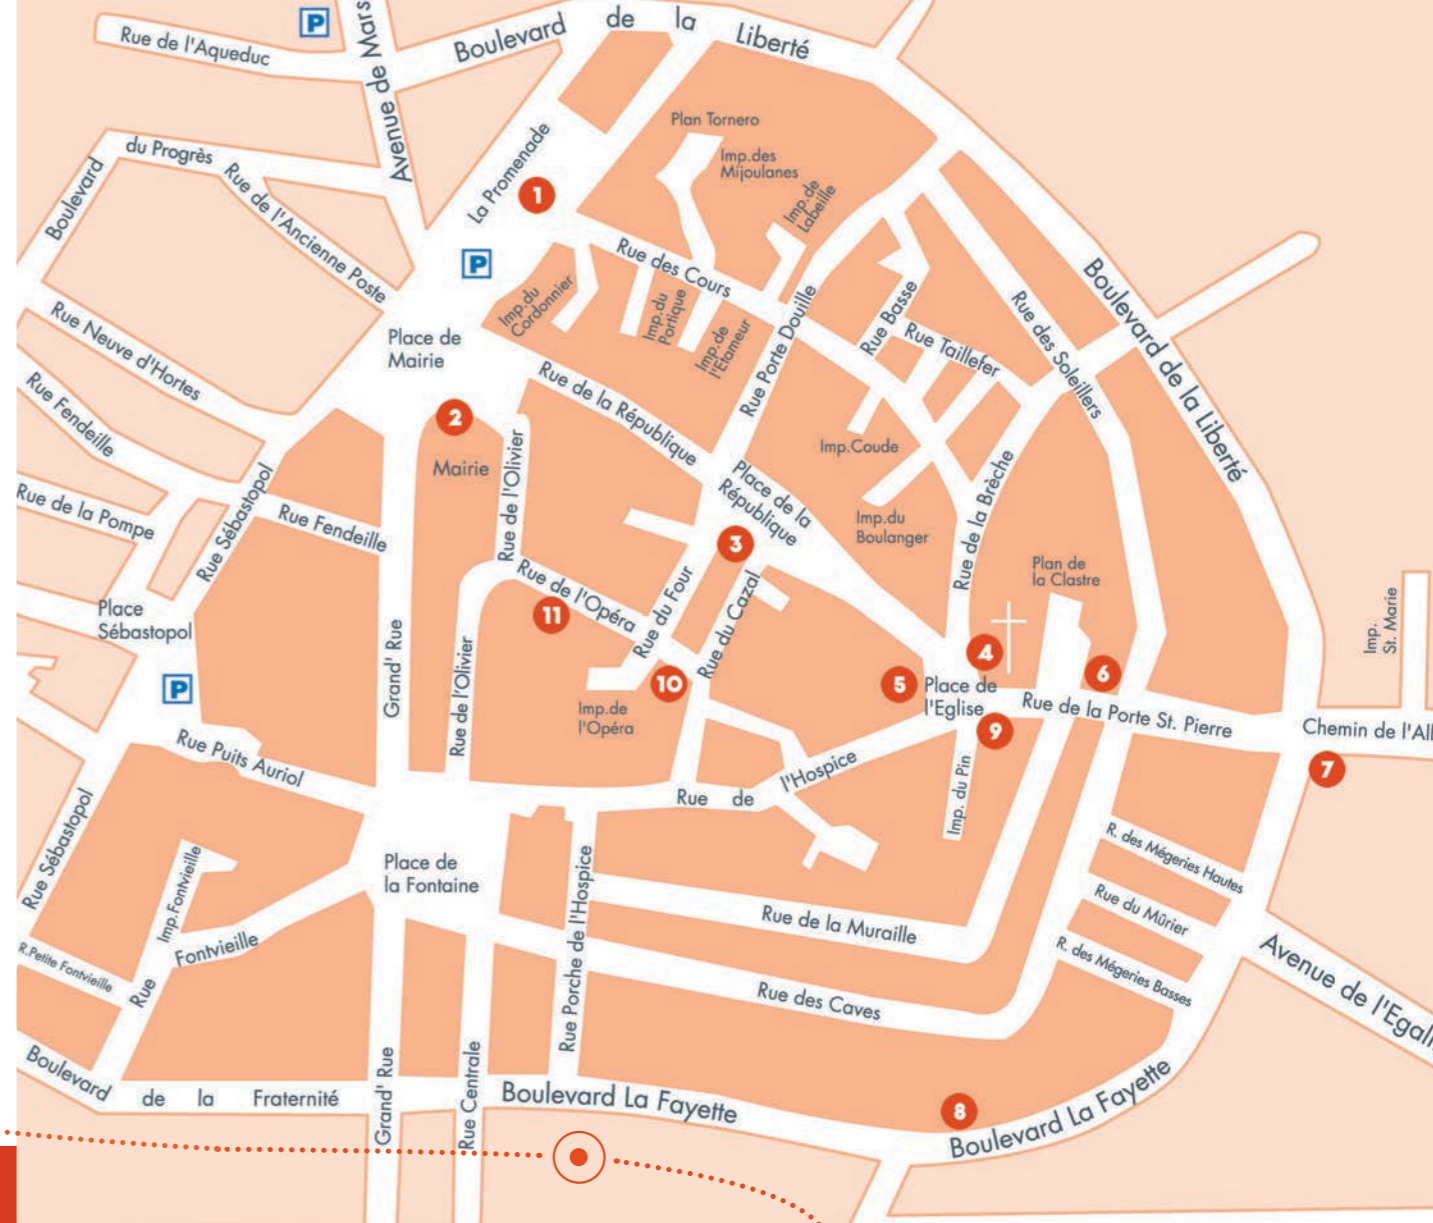 P
Rue de l'Aqueduc
Avenue de Mars
Boulevard de la Liberté
Boulevard du Progrès
Rue de l'Ancienne Poste
La Promenade
1
P
Plan Tornero
Imp.des
Mijoulanes
Imp.de
Labeille
Rue des Cours
Imp.du
Cordonnier
Imp.du
Portique
Imp.de
l'Etameur
Rue Porte Douille
Rue Basse
Rue Taillefer
Rue des Soleillers
Boulevard de la Liberté
Rue Neuve d'Hortes
Place de
Mairie
Rue Fendeille
2
Mairie
Rue de la République
Imp.Coude
Rue de la Pompe
Rue Sébastopol
Rue Fendeille
Rue de l'Olivier
Place de la
République
Imp.du
Boulanger
Rue de la Brèche
3
Plan de
la Clastre
Place
Sébastopol
P
Grand' Rue
Rue de l'Olivier
Rue de l'Opéra
11
Rue du Four
Rue du Cazal
10
Imp.de
l'Opéra
4
5
Place de
l'Eglise
6
9
Rue de la Porte St. Pierre
Imp.
St. Marie
Chemin de l'All
7
Rue Puits Auriol
Rue de l'Hospice
Imp. du Pin
Rue Sébastopol
Imp.Fontvieille
Place de
la Fontaine
Rue Porche de l'Hospice
Rue de la Muraille
R. des Mégeries Hautes
Rue du Mûrier
R. des Mégeries Basses
R.Petite Fontvieille
Rue Fontvieille
Rue des Caves
Avenue de l'Egali
Boulevard de la Fraternité
Grand' Rue
Rue Centrale
Boulevard La Fayette
8
Boulevard La Fayette